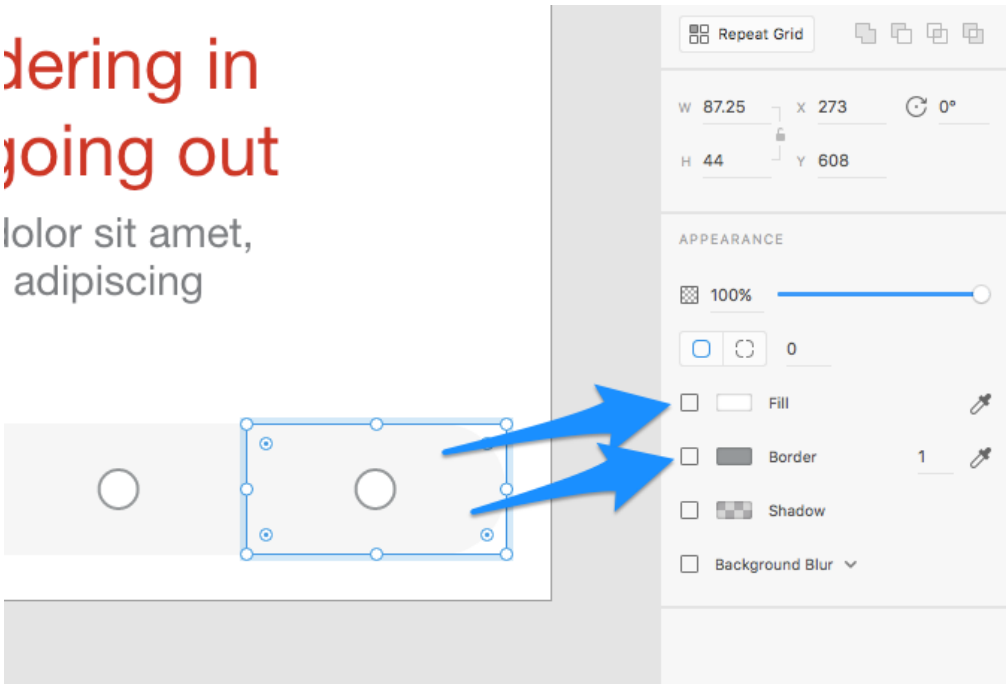 dering in
going out
dolor sit amet,
adipiscing
Repeat Grid
W 87.25 X 273 0°
H 44 Y 608
APPEARANCE
100%
0
Fill
Border 1
Shadow
Background Blur